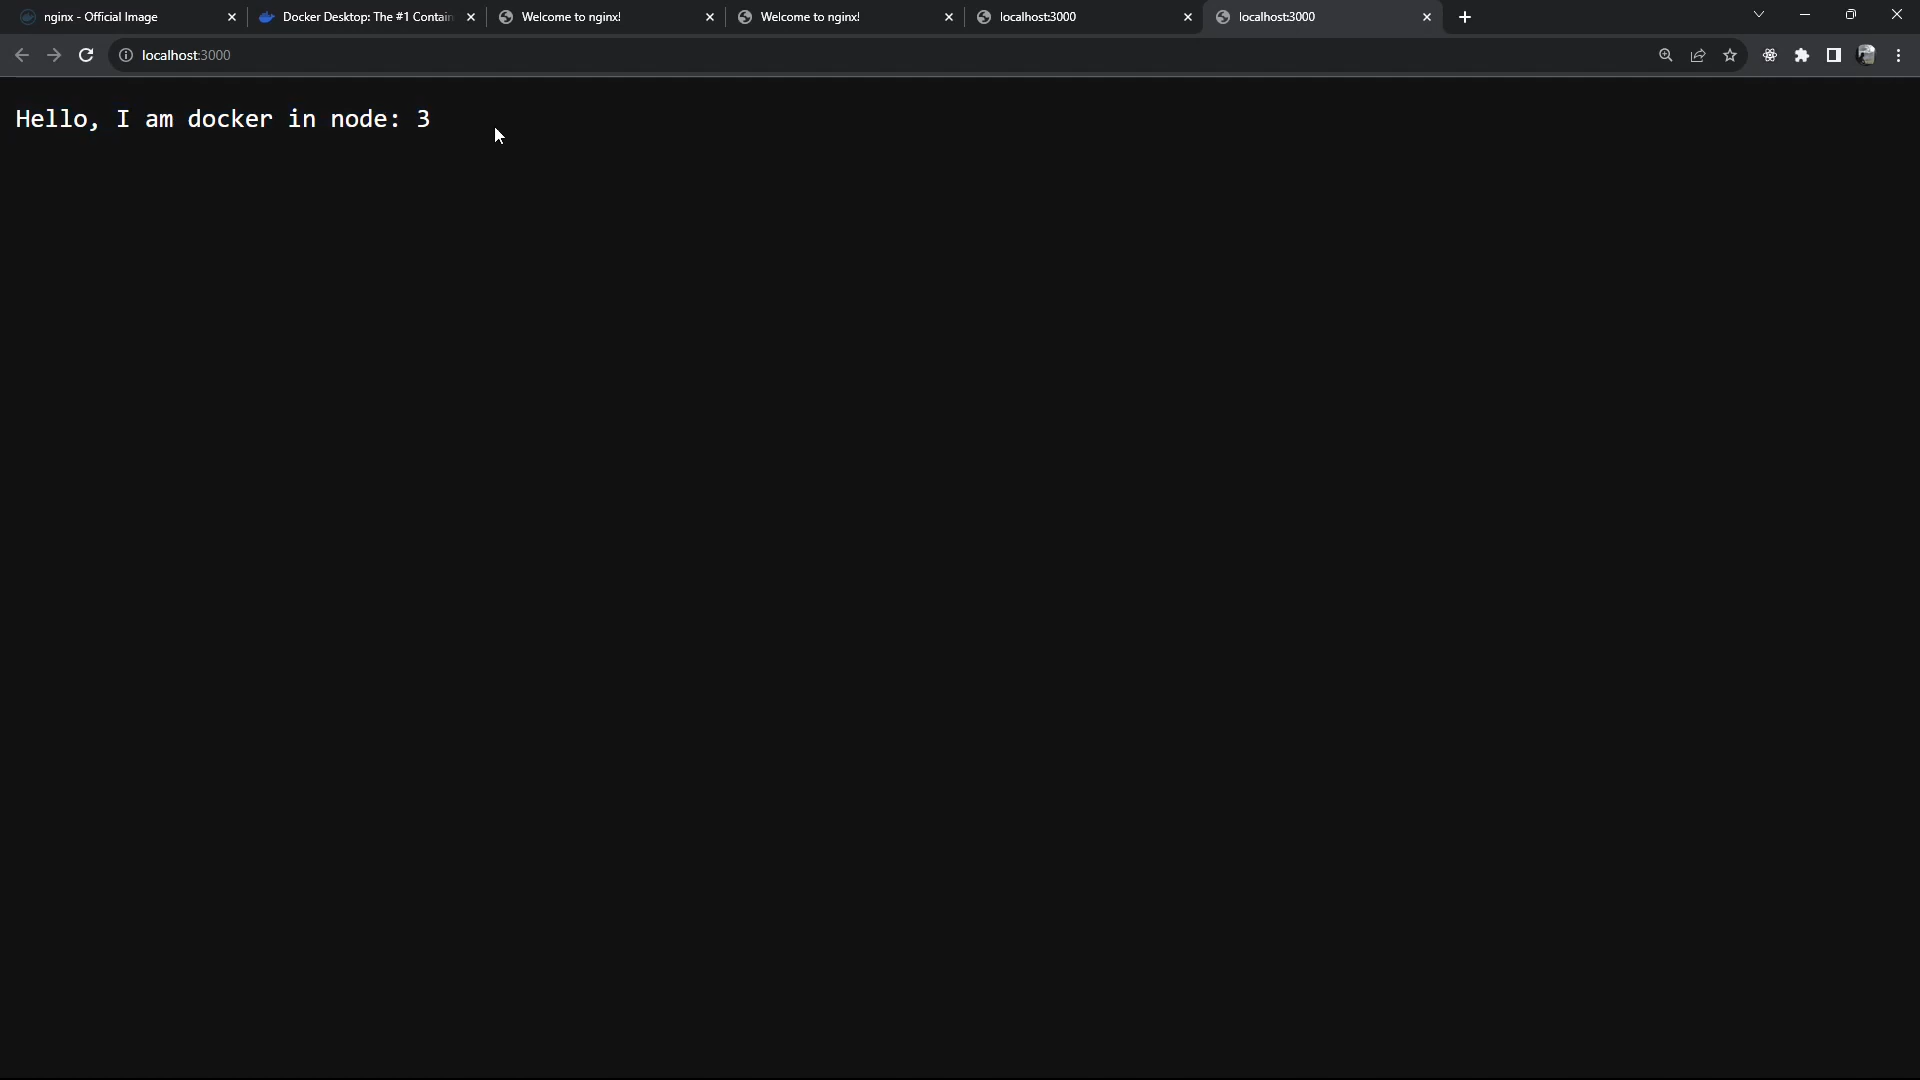 nginx - Official Image
Docker Desktop: The #1 Contain
Welcome to nginx!
Welcome to nginx!
localhost:3000
localhost:3000
localhost:3000
Hello, I am docker in node: 3